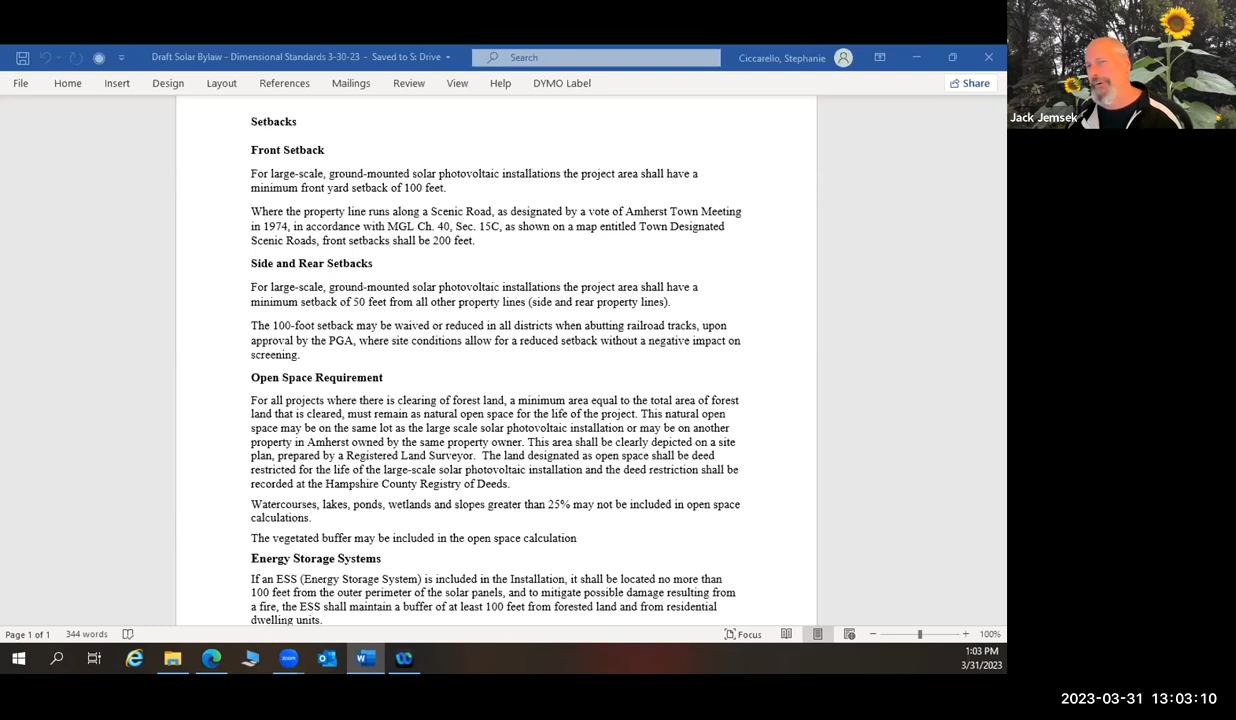 Draft Solar Bylaw - Dimensional Standards 3-30-23 - Saved to S: Drive
Search
Ciccarello, Stephanie
File Home Insert Design Layout References Mailings Review View Help DYMO Label
Share
Jack Jemsek
Setbacks
Front Setback
For large-scale, ground-mounted solar photovoltaic installations the project area shall have a
minimum front yard setback of 100 feet.
Where the property line runs along a Scenic Road, as designated by a vote of Amherst Town Meeting
in 1974, in accordance with MGL Ch. 40, Sec. 15C, as shown on a map entitled Town Designated
Scenic Roads, front setbacks shall be 200 feet.
Side and Rear Setbacks
For large-scale, ground-mounted solar photovoltaic installations the project area shall have a
minimum setback of 50 feet from all other property lines (side and rear property lines).
The 100-foot setback may be waived or reduced in all districts when abutting railroad tracks, upon
approval by the PGA, where site conditions allow for a reduced setback without a negative impact on
screening.
Open Space Requirement
For all projects where there is clearing of forest land, a minimum area equal to the total area of forest
land that is cleared, must remain as natural open space for the life of the project. This natural open
space may be on the same lot as the large scale solar photovoltaic installation or may be on another
property in Amherst owned by the same property owner. This area shall be clearly depicted on a site
plan, prepared by a Registered Land Surveyor. The land designated as open space shall be deed
restricted for the life of the large-scale solar photovoltaic installation and the deed restriction shall be
recorded at the Hampshire County Registry of Deeds.
Watercourses, lakes, ponds, wetlands and slopes greater than 25% may not be included in open space
calculations.
The vegetated buffer may be included in the open space calculation
Energy Storage Systems
If an ESS (Energy Storage System) is included in the Installation, it shall be located no more than
100 feet from the outer perimeter of the solar panels, and to mitigate possible damage resulting from
a fire, the ESS shall maintain a buffer of at least 100 feet from forested land and from residential
dwelling units.
Page 1 of 1 344 words
Focus
100%
1:03 PM
3/31/2023
2023-03-31 13:03:10